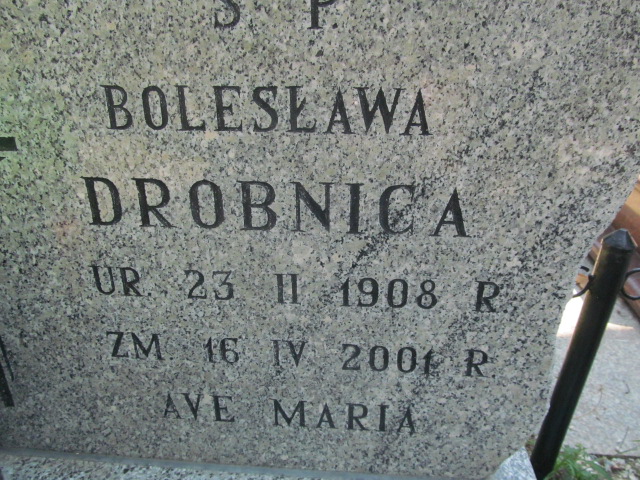 S P
BOLESŁAWA
DROBNICA
UR 23 II 1908 R
ZM 16 IV 2001 R
AVE MARIA